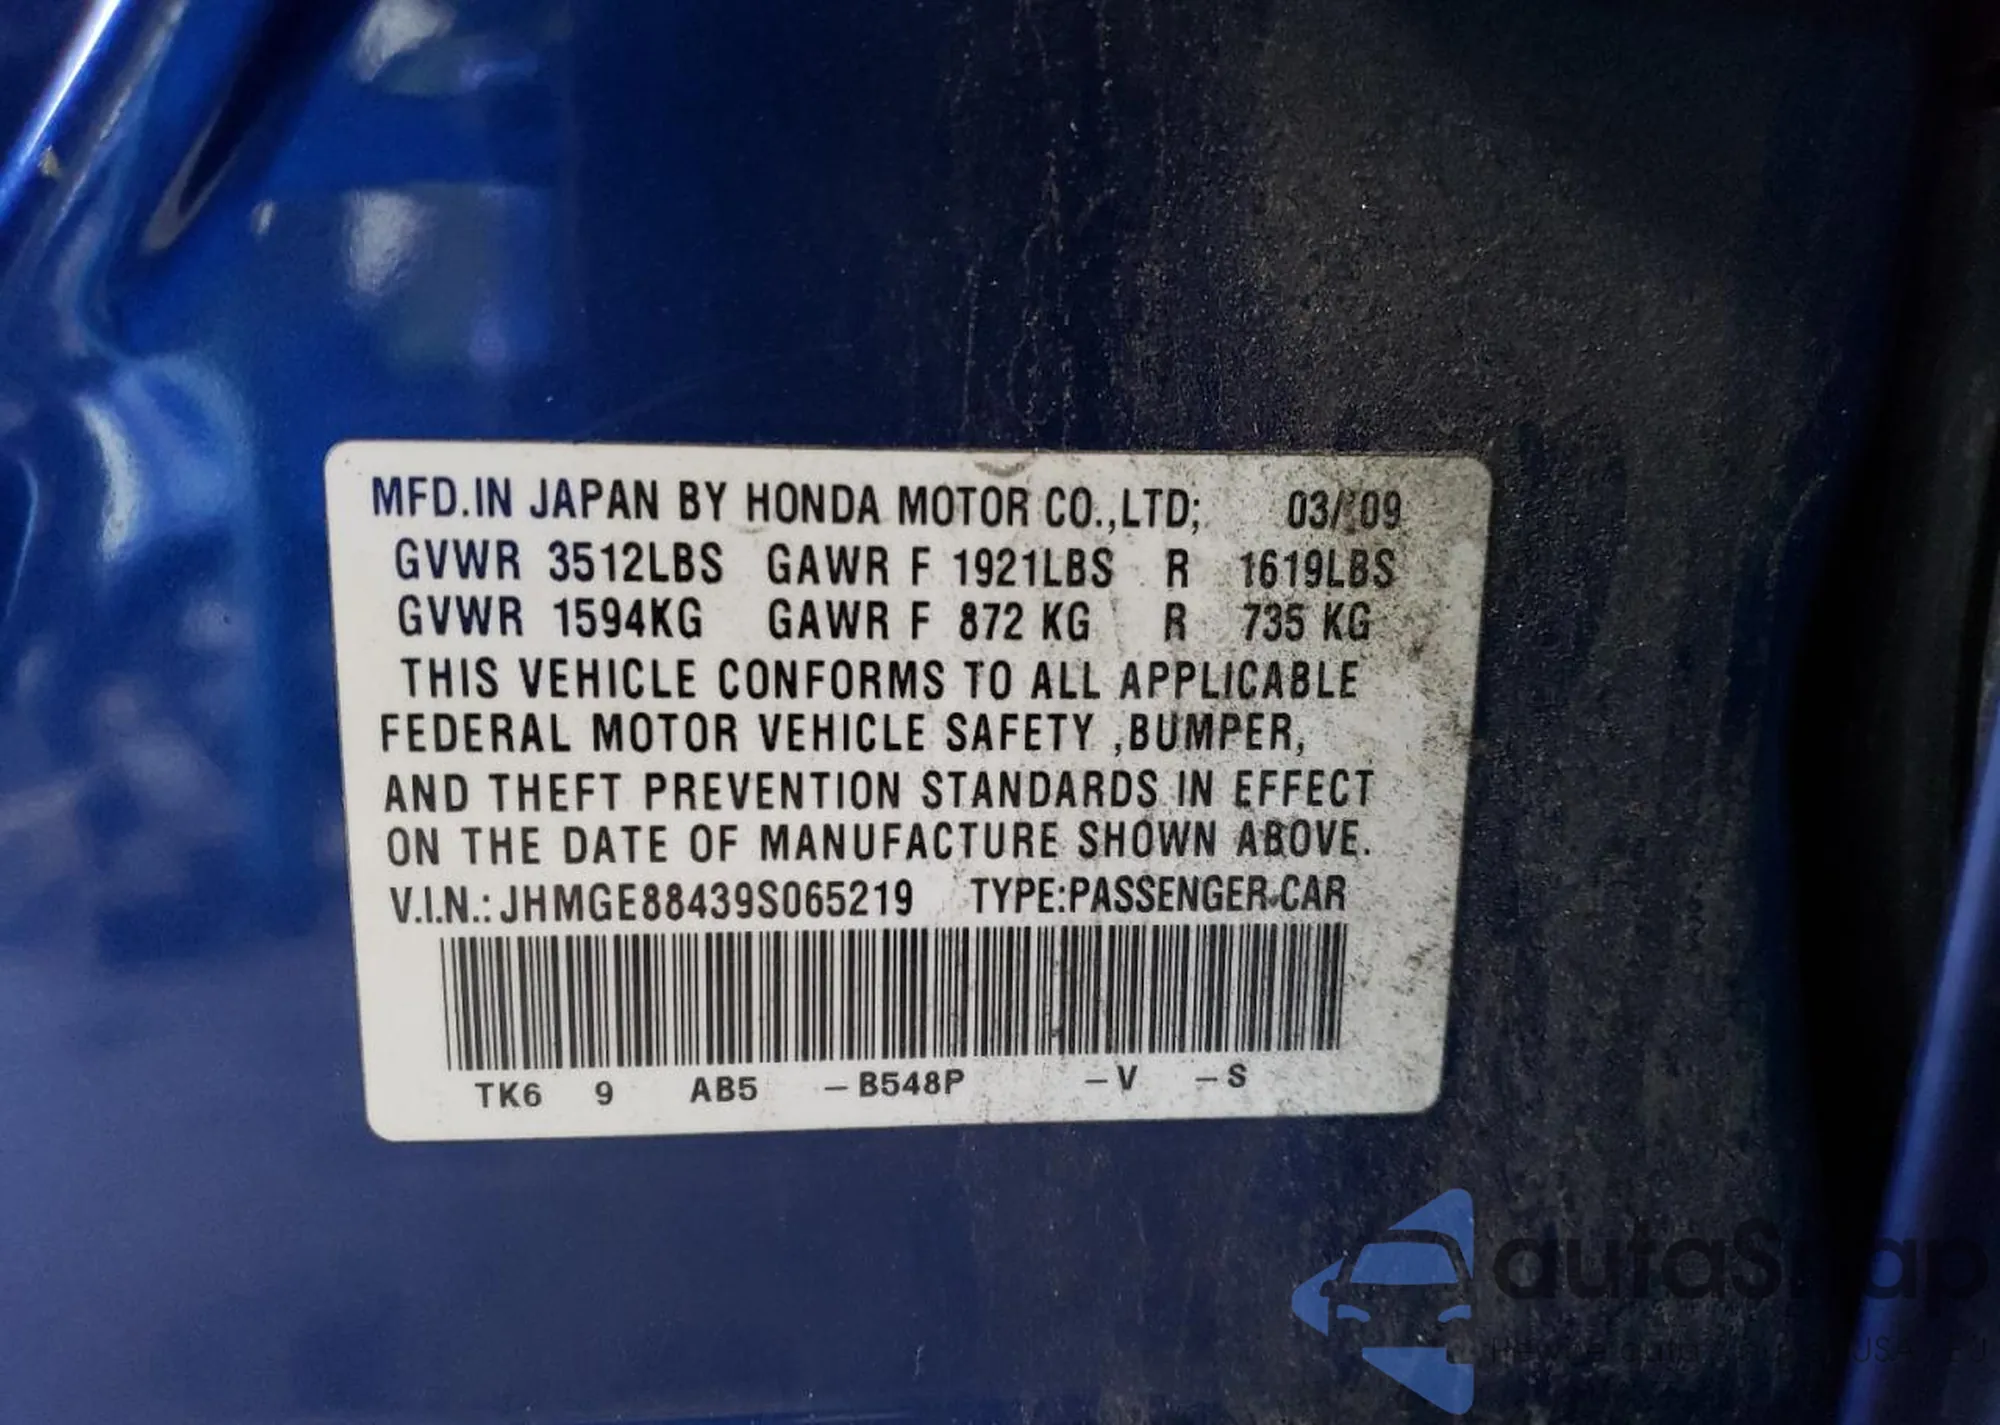 MFD.IN JAPAN BY HONDA MOTOR CO.,LTD; 03/09
GVWR 3512LBS GAWR F 1921LBS R 1619LBS
GVWR 1594KG GAWR F 872 KG R 735 KG
THIS VEHICLE CONFORMS TO ALL APPLICABLE
FEDERAL MOTOR VEHICLE SAFETY ,BUMPER,
AND THEFT PREVENTION STANDARDS IN EFFECT
ON THE DATE OF MANUFACTURE SHOWN ABOVE.
V.I.N.: JHMGE88439S065219 TYPE:PASSENGER CAR
TK6 9 AB5 –B548P –V –S